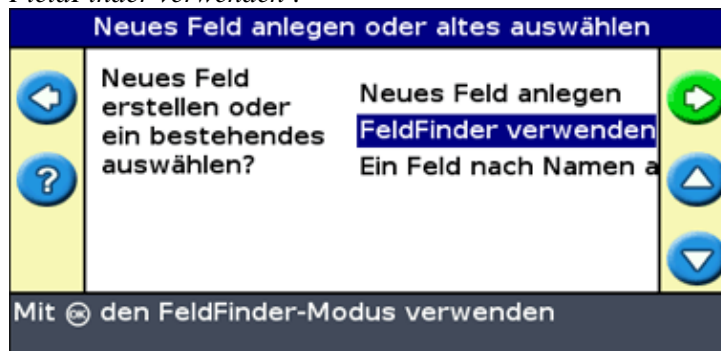 Neues Feld anlegen oder altes auswählen
Neues Feld
erstellen oder
ein bestehendes
auswählen?
Neues Feld anlegen
FeldFinder verwenden
Ein Feld nach Namen a
?
Mit OK den FeldFinder-Modus verwenden